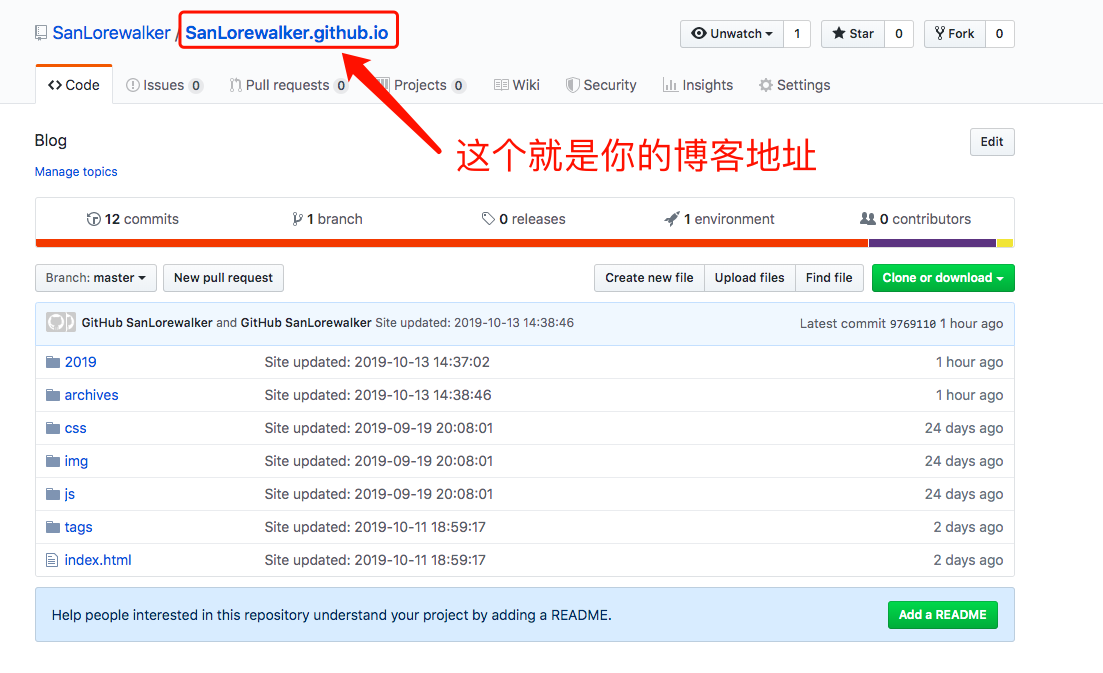 SanLorewalker / SanLorewalker.github.io
Unwatch 1 Star 0 Fork 0
Code Issues 0 Pull requests 0 Projects 0 Wiki Security Insights Settings
Blog Edit
这个就是你的博客地址
Manage topics
12 commits 1 branch 0 releases 1 environment 0 contributors
Branch: master New pull request Create new file Upload files Find file Clone or download
GitHub SanLorewalker and GitHub SanLorewalker Site updated: 2019-10-13 14:38:46 Latest commit 9769110 1 hour ago
2019 Site updated: 2019-10-13 14:37:02 1 hour ago
archives Site updated: 2019-10-13 14:38:46 1 hour ago
css Site updated: 2019-09-19 20:08:01 24 days ago
img Site updated: 2019-09-19 20:08:01 24 days ago
js Site updated: 2019-09-19 20:08:01 24 days ago
tags Site updated: 2019-10-11 18:59:17 2 days ago
index.html Site updated: 2019-10-11 18:59:17 2 days ago
Help people interested in this repository understand your project by adding a README. Add a README